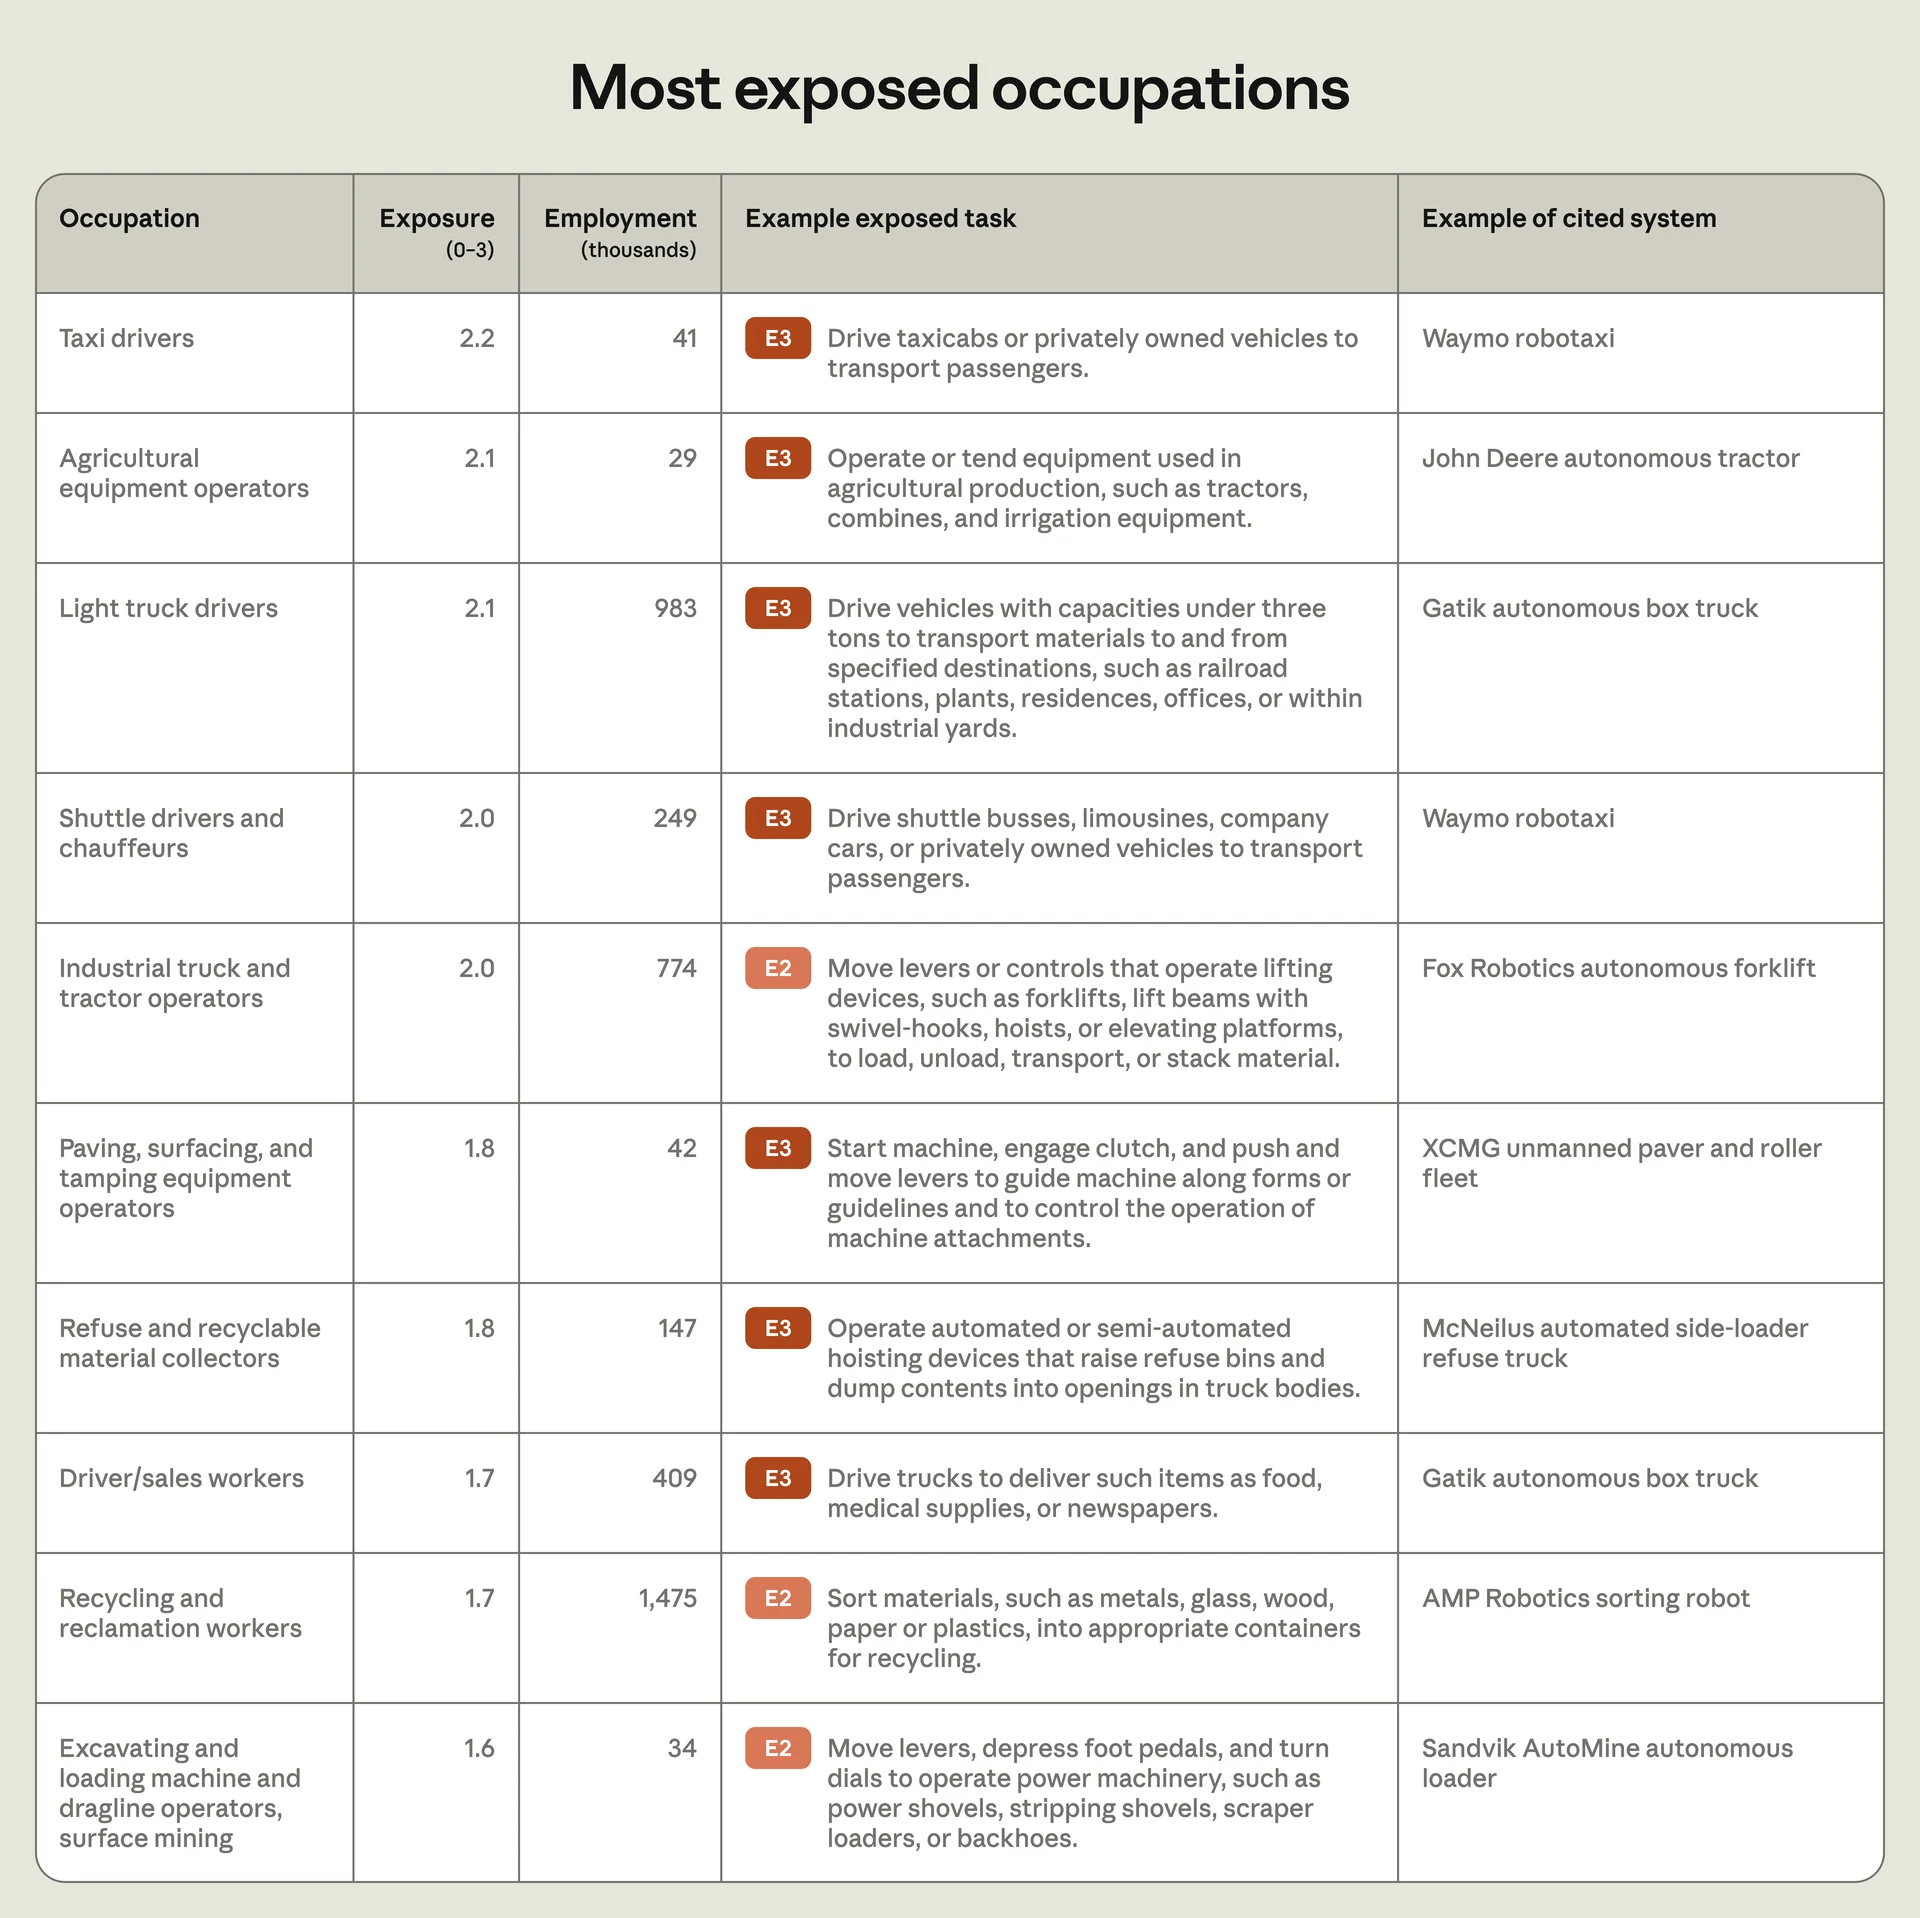 Most exposed occupations
Occupation
Exposure
(0–3)
Employment
(thousands)
Example exposed task
Example of cited system
Taxi drivers
2.2
41
E3
Drive taxicabs or privately owned vehicles to
transport passengers.
Waymo robotaxi
Agricultural
equipment operators
2.1
29
E3
Operate or tend equipment used in
agricultural production, such as tractors,
combines, and irrigation equipment.
John Deere autonomous tractor
Light truck drivers
2.1
983
E3
Drive vehicles with capacities under three
tons to transport materials to and from
specified destinations, such as railroad
stations, plants, residences, offices, or within
industrial yards.
Gatik autonomous box truck
Shuttle drivers and
chauffeurs
2.0
249
E3
Drive shuttle busses, limousines, company
cars, or privately owned vehicles to transport
passengers.
Waymo robotaxi
Industrial truck and
tractor operators
2.0
774
E2
Move levers or controls that operate lifting
devices, such as forklifts, lift beams with
swivel-hooks, hoists, or elevating platforms,
to load, unload, transport, or stack material.
Fox Robotics autonomous forklift
Paving, surfacing, and
tamping equipment
operators
1.8
42
E3
Start machine, engage clutch, and push and
move levers to guide machine along forms or
guidelines and to control the operation of
machine attachments.
XCMG unmanned paver and roller
fleet
Refuse and recyclable
material collectors
1.8
147
E3
Operate automated or semi-automated
hoisting devices that raise refuse bins and
dump contents into openings in truck bodies.
McNeilus automated side-loader
refuse truck
Driver/sales workers
1.7
409
E3
Drive trucks to deliver such items as food,
medical supplies, or newspapers.
Gatik autonomous box truck
Recycling and
reclamation workers
1.7
1,475
E2
Sort materials, such as metals, glass, wood,
paper or plastics, into appropriate containers
for recycling.
AMP Robotics sorting robot
Excavating and
loading machine and
dragline operators,
surface mining
1.6
34
E2
Move levers, depress foot pedals, and turn
dials to operate power machinery, such as
power shovels, stripping shovels, scraper
loaders, or backhoes.
Sandvik AutoMine autonomous
loader